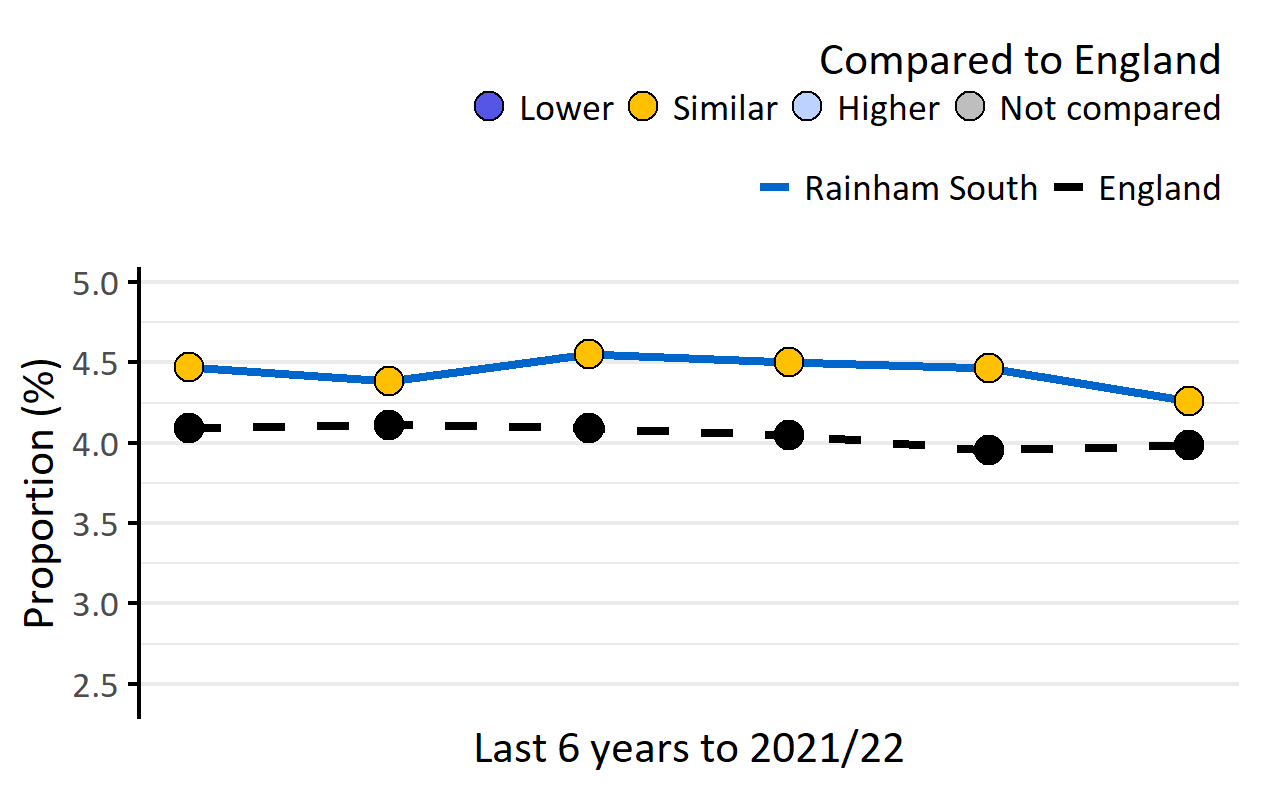 Compared to England
Lower Similar Higher Not compared
Rainham South England
5.0
4.5
4.0
3.5
3.0
2.5
Proportion (%)
Last 6 years to 2021/22